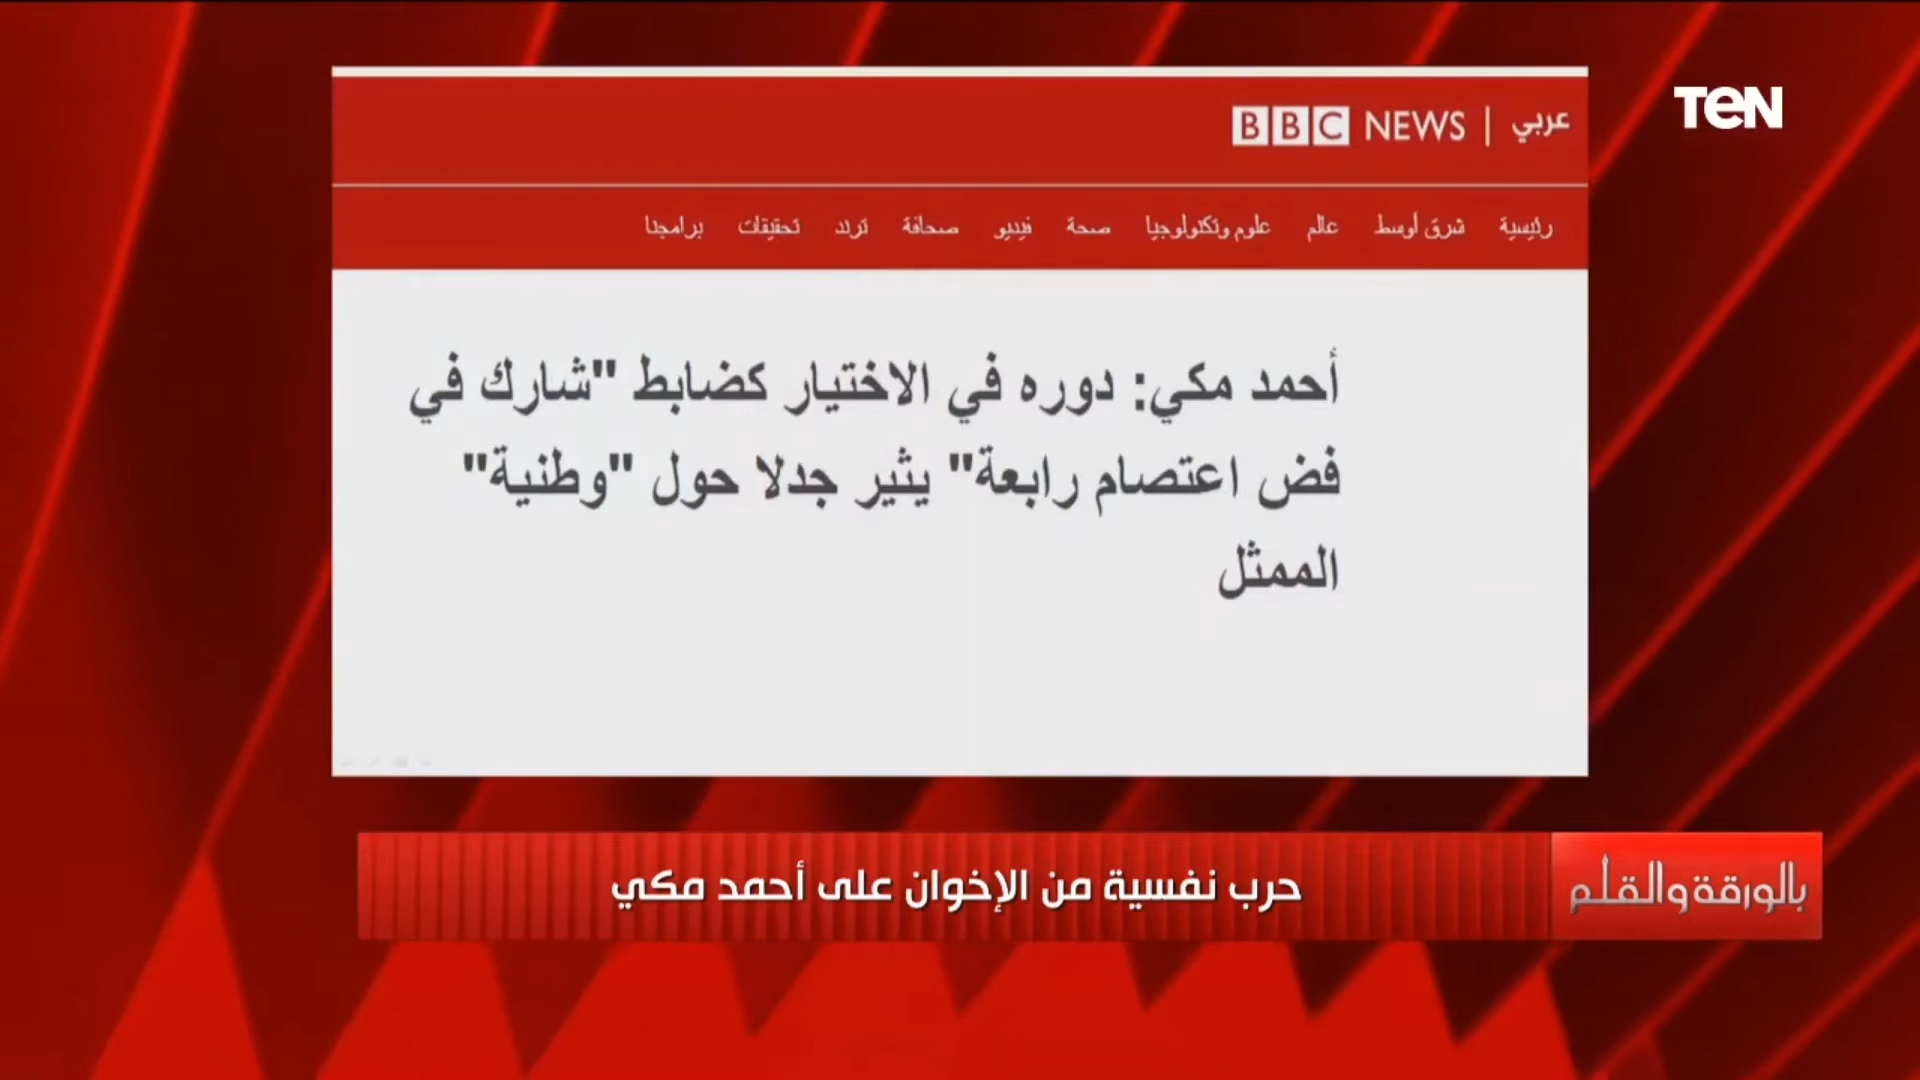 TEN
BBC NEWS | عربي
رئيسية شرق أوسط عالم علوم وتكنولوجيا صحة فيديو صحافة ترند تحقيقات برامجنا
أحمد مكي: دوره في الاختيار كضابط "شارك في
فض اعتصام رابعة" يثير جدلا حول "وطنية"
الممثل
بالورقة والقلم
حرب نفسية من الإخوان على أحمد مكي